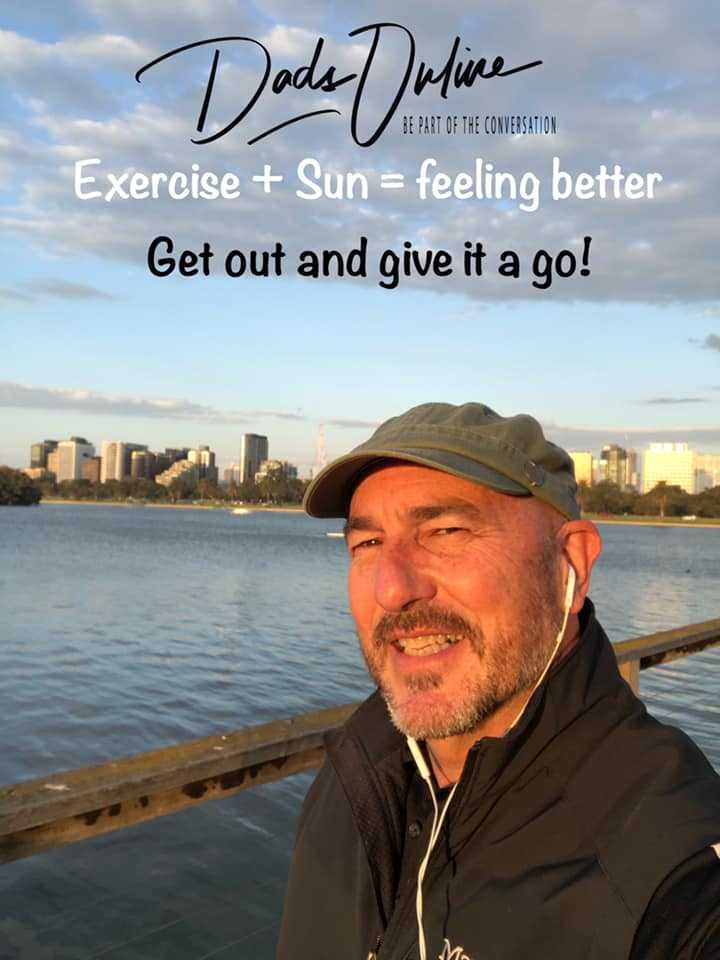 Dads Online
BE PART OF THE CONVERSATION
Exercise + Sun = feeling better
Get out and give it a go!